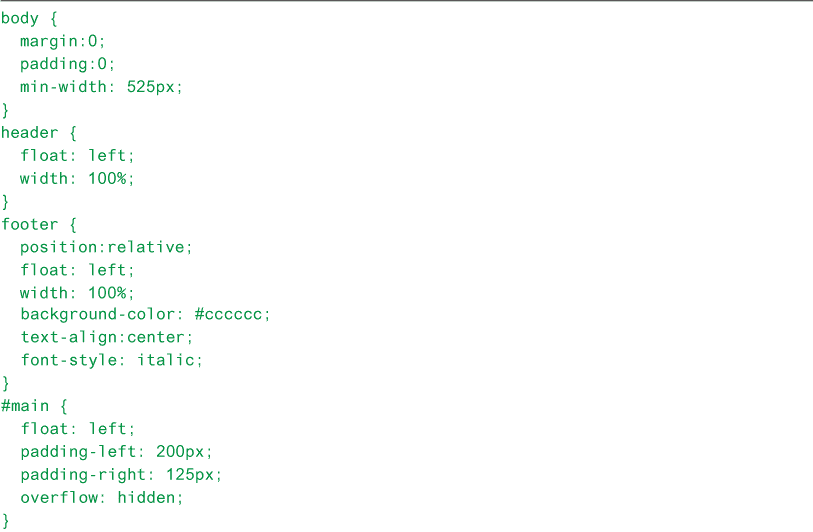 body {
  margin:0;
  padding:0;
  min-width: 525px;
}
header {
  float: left;
  width: 100%;
}
footer {
  position:relative;
  float: left;
  width: 100%;
  background-color: #cccccc;
  text-align:center;
  font-style: italic;
}
#main {
  float: left;
  padding-left: 200px;
  padding-right: 125px;
  overflow: hidden;
}